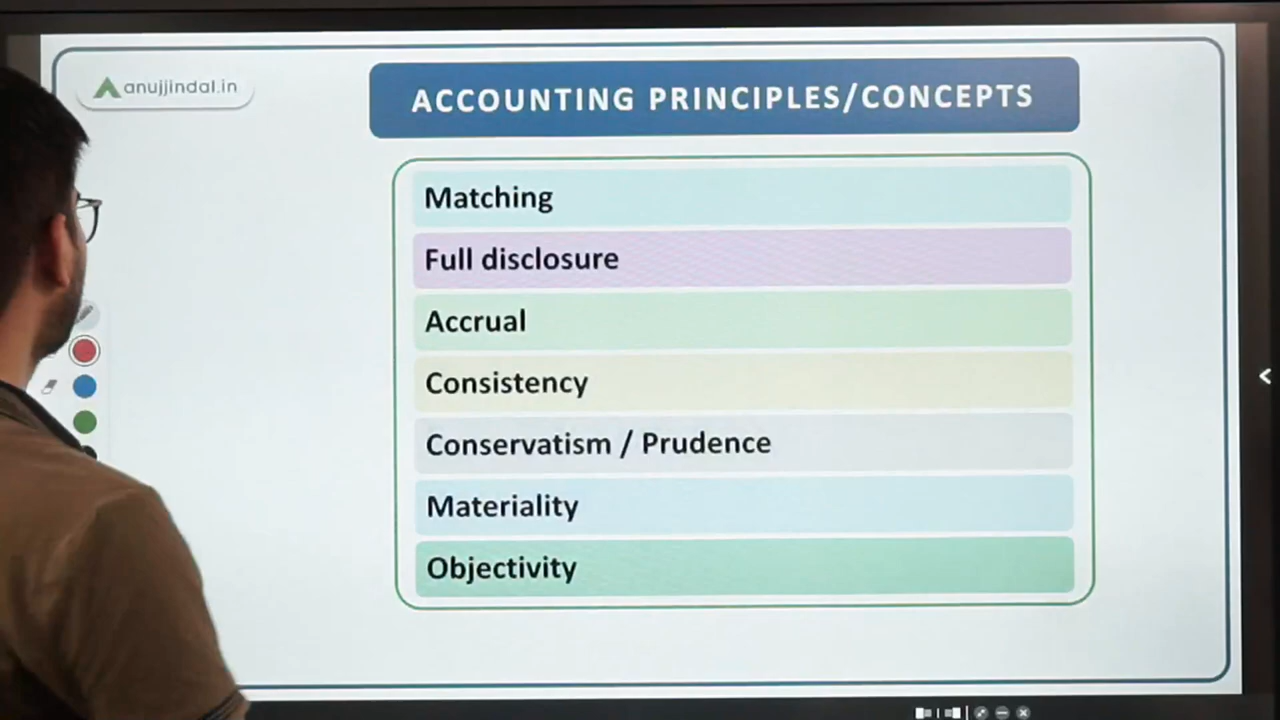 anujjindal.in
ACCOUNTING PRINCIPLES/CONCEPTS
Matching
Full disclosure
Accrual
Consistency
Conservatism / Prudence
Materiality
Objectivity